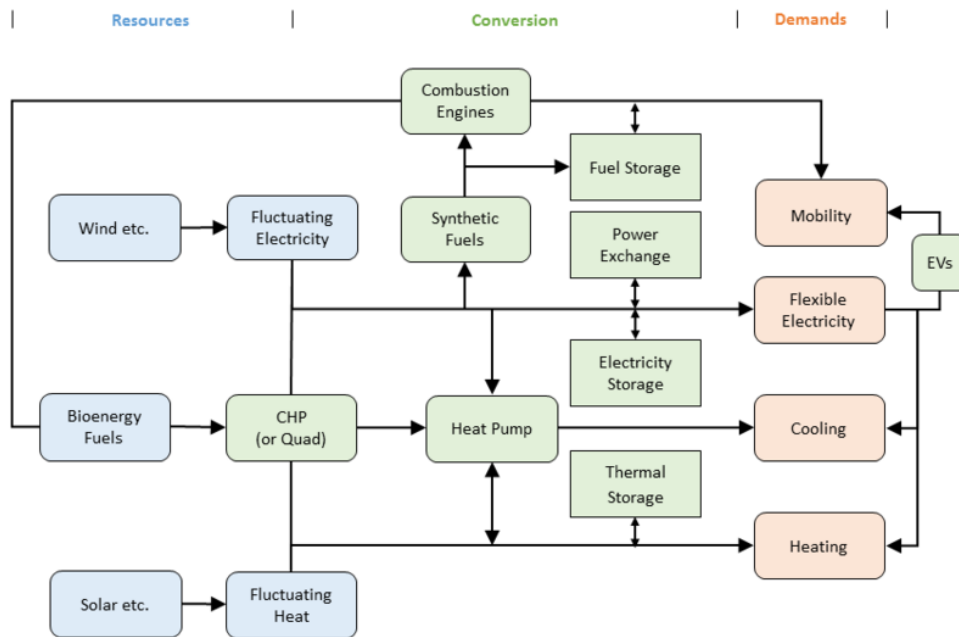 Resources
Conversion
Demands
Combustion
Engines
Fuel Storage
Wind etc.
Fluctuating
Electricity
Synthetic
Fuels
Power
Exchange
Mobility
EVs
Flexible
Electricity
Electricity
Storage
Bioenergy
Fuels
CHP
(or Quad)
Heat Pump
Cooling
Thermal
Storage
Heating
Solar etc.
Fluctuating
Heat